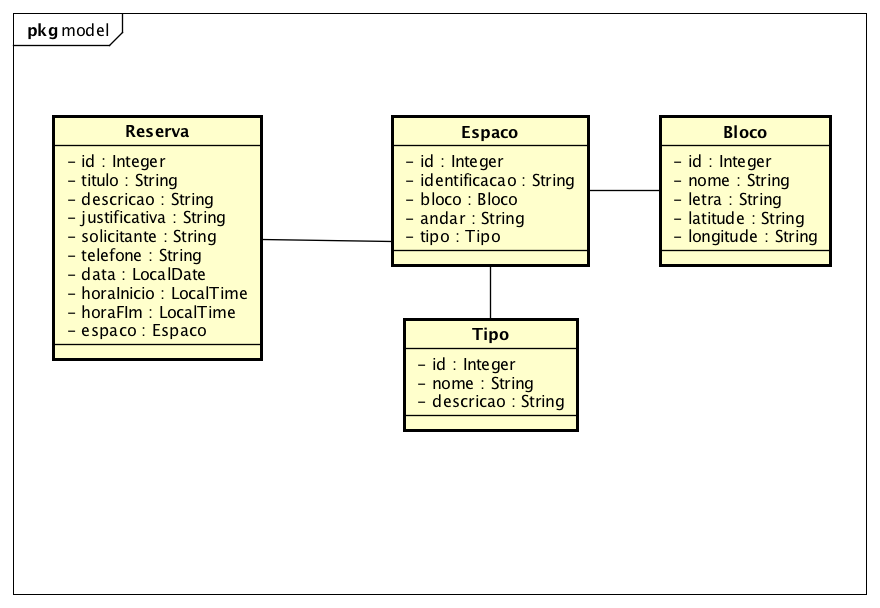 pkg model
Reserva
- id : Integer
- titulo : String
- descricao : String
- justificativa : String
- solicitante : String
- telefone : String
- data : LocalDate
- horaInicio : LocalTime
- horaFIm : LocalTime
- espaco : Espaco
Espaco
- id : Integer
- identificacao : String
- bloco : Bloco
- andar : String
- tipo : Tipo
Bloco
- id : Integer
- nome : String
- letra : String
- latitude : String
- longitude : String
Tipo
- id : Integer
- nome : String
- descricao : String